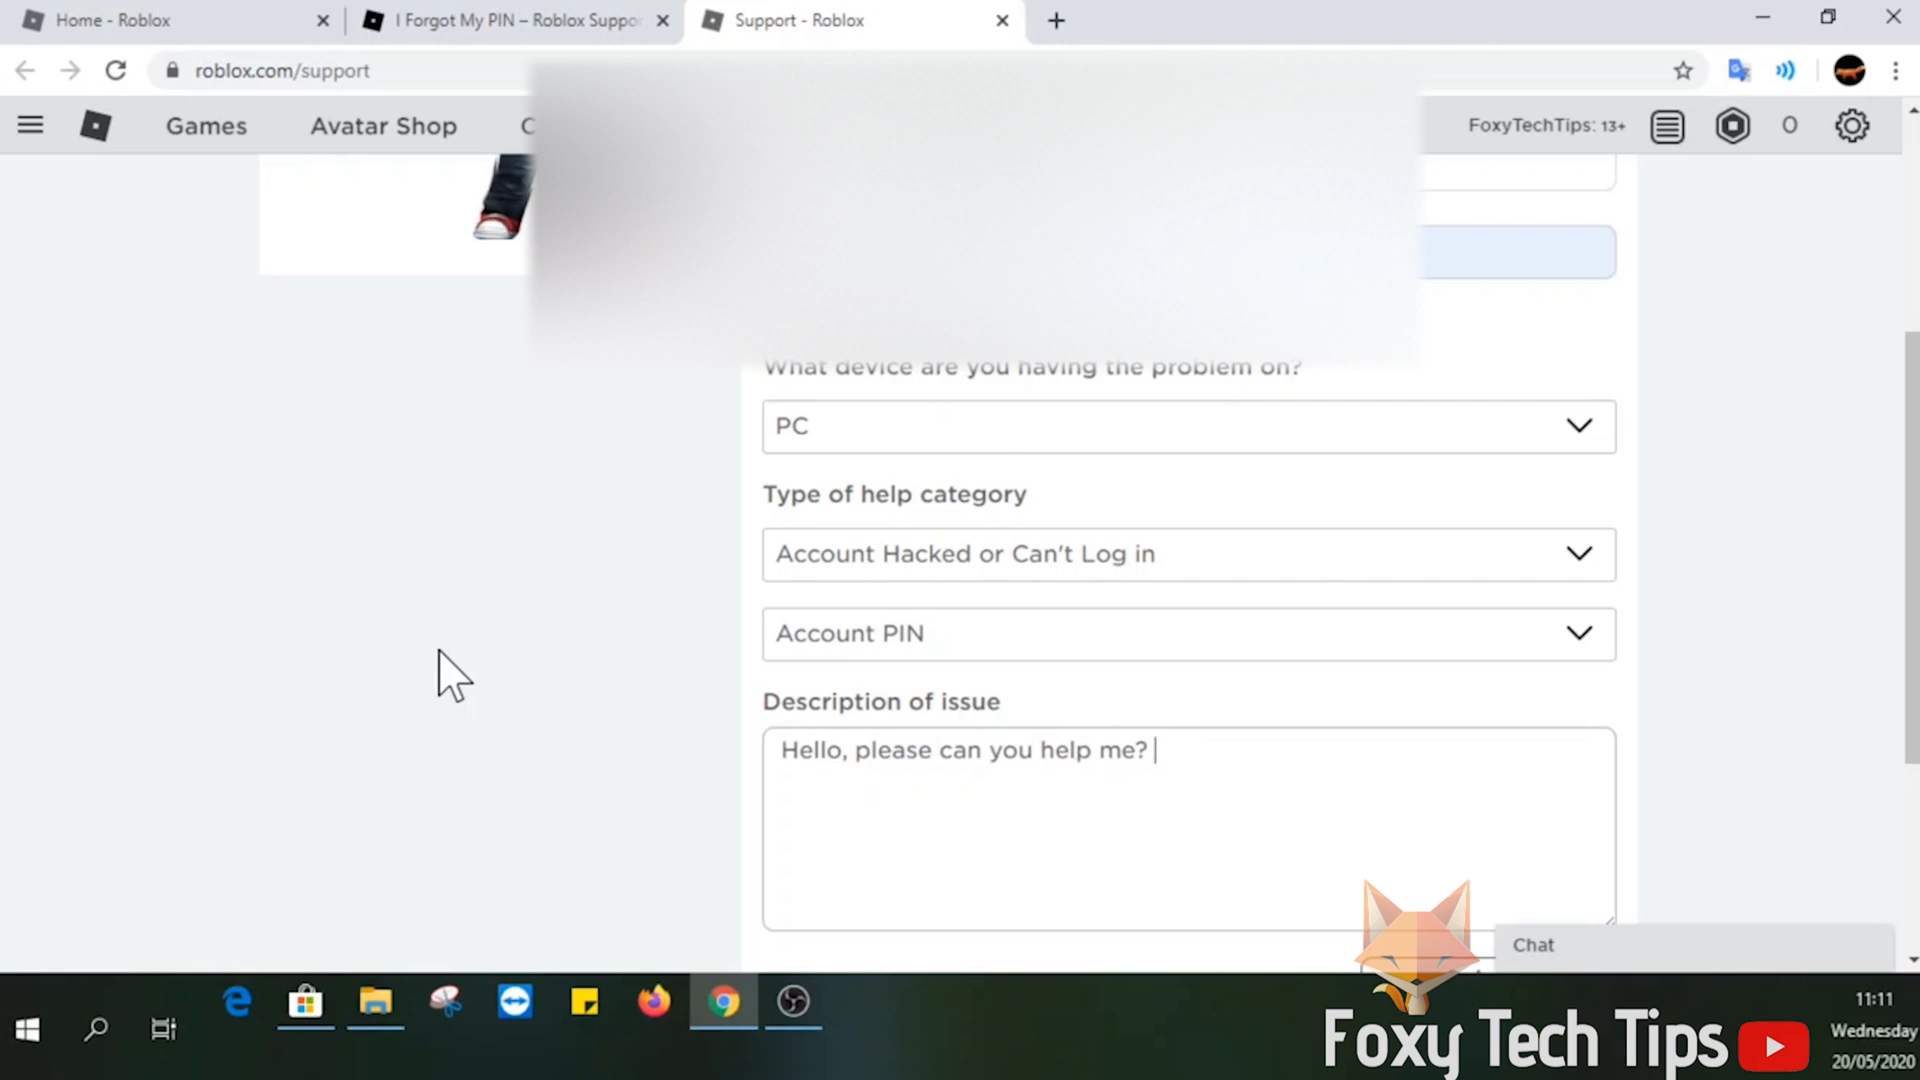 Home - Roblox
I Forgot My PIN – Roblox Suppor
Support - Roblox
roblox.com/support
Games
Avatar Shop
FoxyTechTips: 13+
0
What device are you having the problem on?
PC
Type of help category
Account Hacked or Can't Log in
Account PIN
Description of issue
Hello, please can you help me?
Chat
11:11
Wednesday
20/05/2020
Foxy Tech Tips